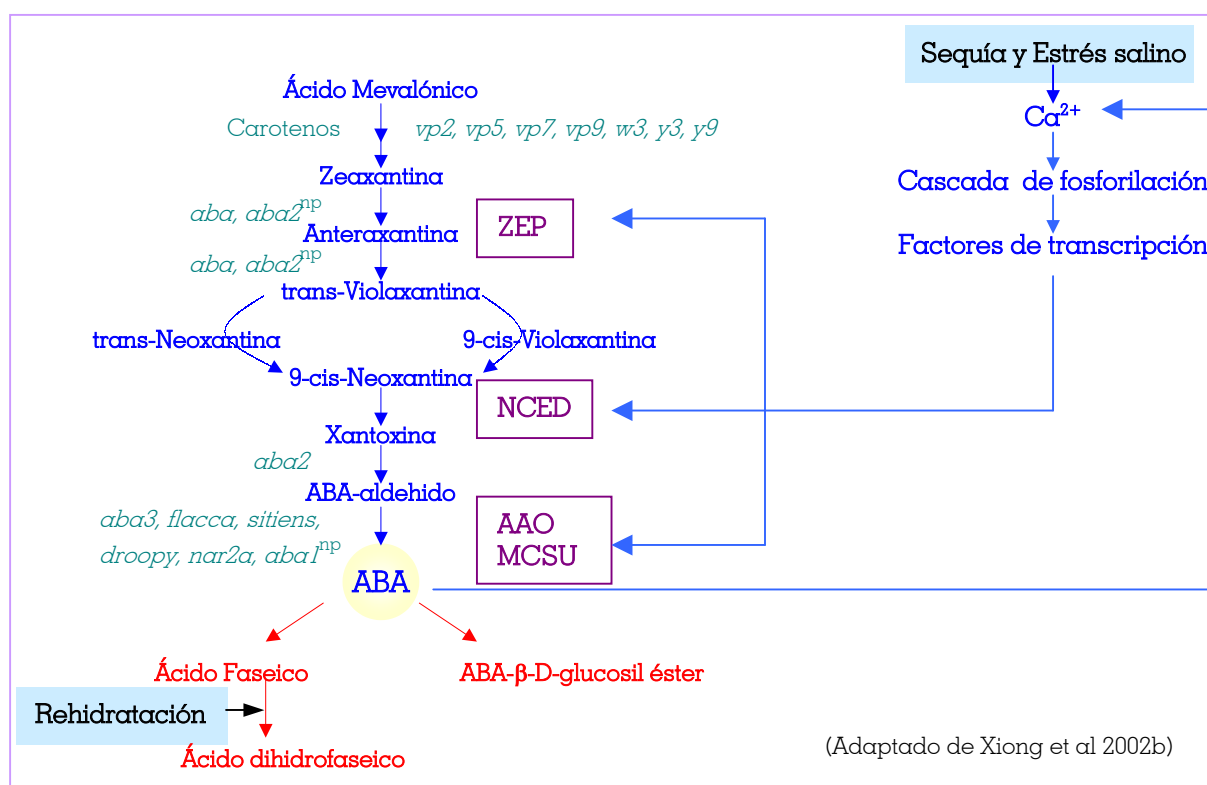 Sequía y Estrés salino
Ca²⁺
Cascada de fosforilación
Factores de transcripción
Ácido Mevalónico
Carotenos
vp2, vp5, vp7, vp9, w3, y3, y9
Zeaxantina
aba, aba2ⁿᵖ
Anteraxantina
ZEP
aba, aba2ⁿᵖ
trans-Violaxantina
trans-Neoxantina
9-cis-Violaxantina
9-cis-Neoxantina
NCED
Xantoxina
aba2
ABA-aldehido
aba3, flacca, sitiens,
droopy, nar2a, aba1ⁿᵖ
AAO
MCSU
ABA
Ácido Faseico
ABA-β-D-glucosil éster
Rehidratación
Ácido dihidrofaseico
(Adaptado de Xiong et al 2002b)